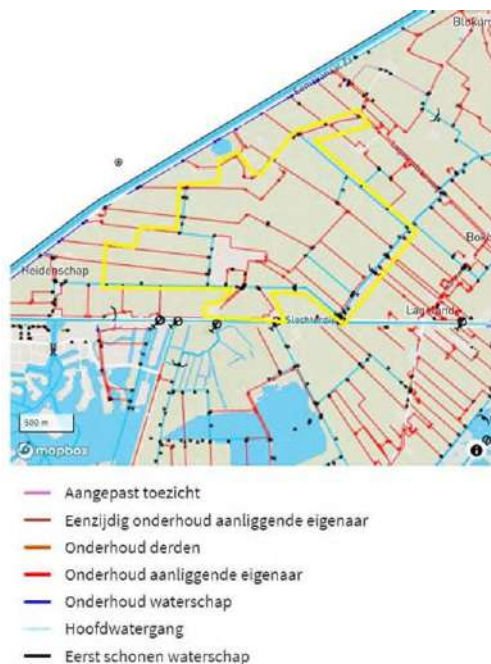 Blokum
Heidenschap
Slochterdiep
Lageland
500 m
mapbox
Aangepast toezicht
Eenzijdig onderhoud aanliggende eigenaar
Onderhoud derden
Onderhoud aanliggende eigenaar
Onderhoud waterschap
Hoofdwatergang
Eerst schonen waterschap